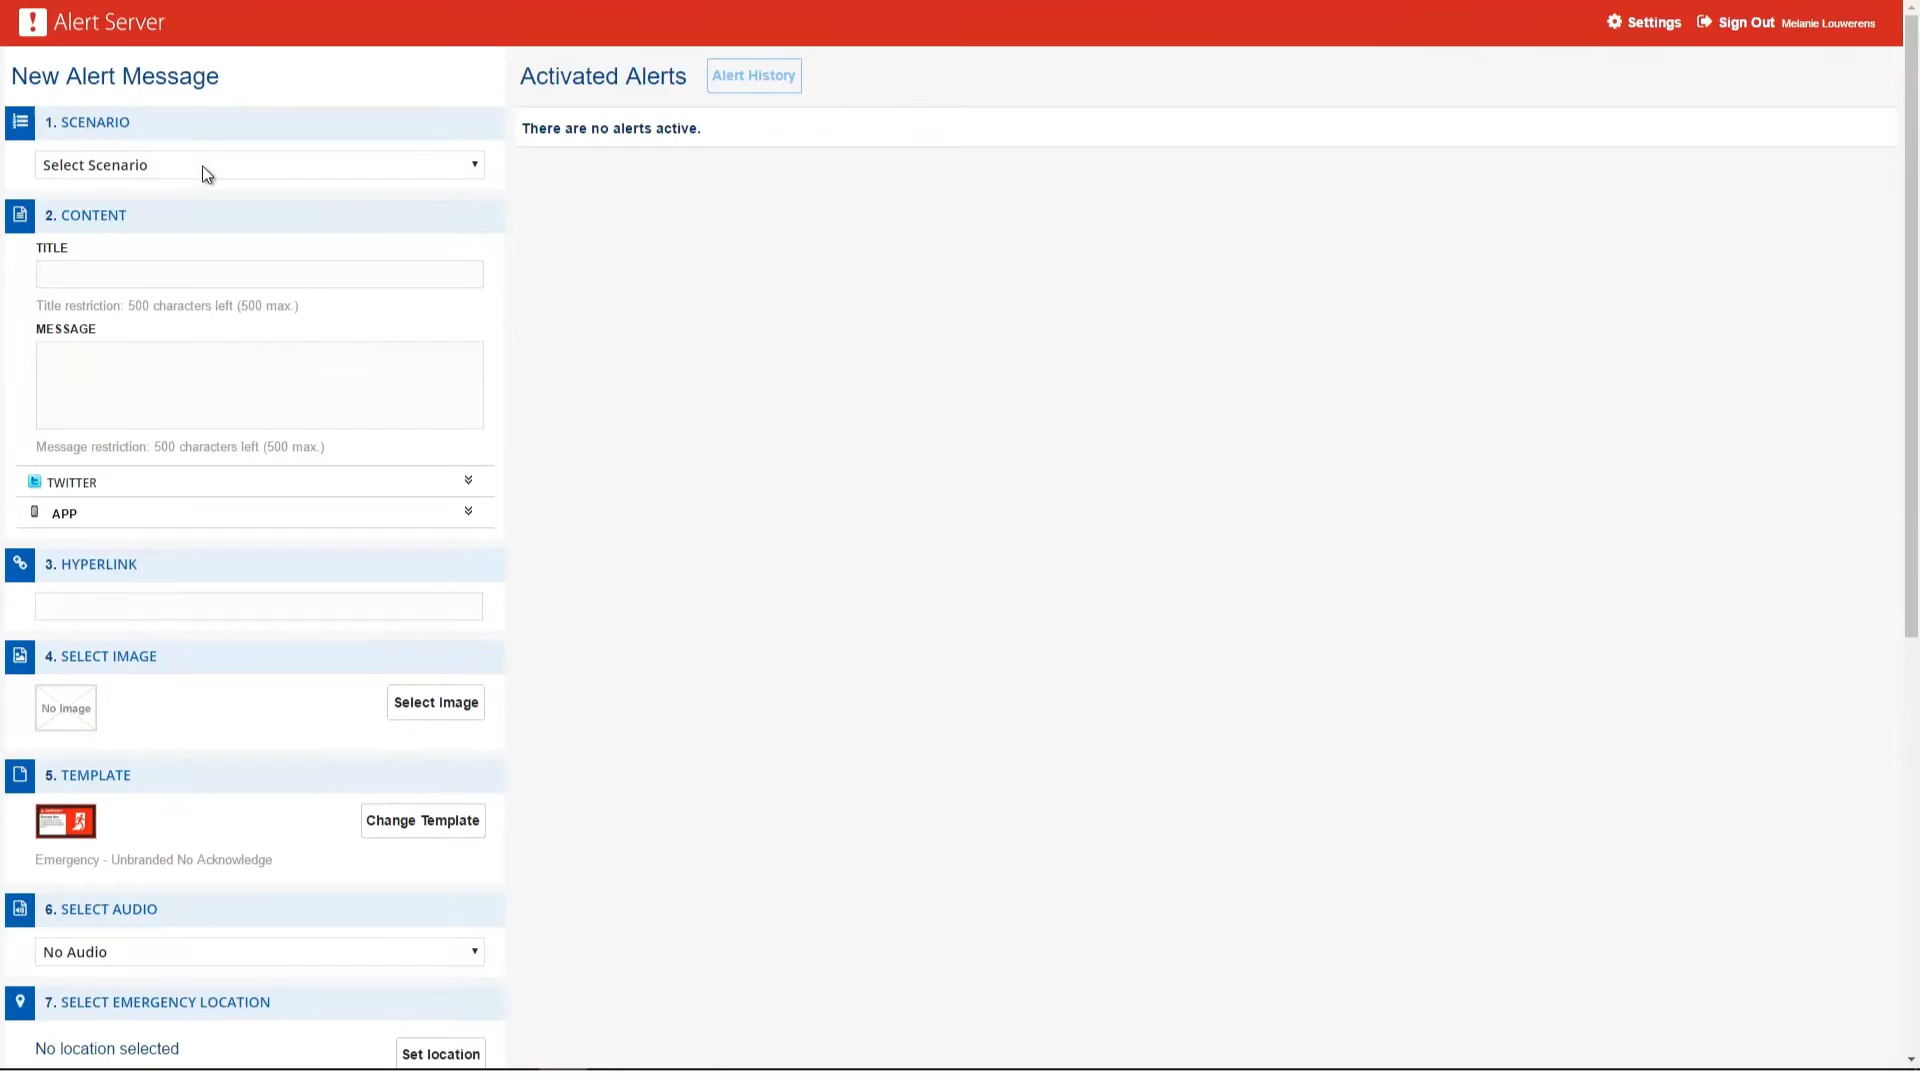 Alert Server
Settings Sign Out Melanie Louwerens
New Alert Message
Activated Alerts Alert History
There are no alerts active.
1. SCENARIO
Select Scenario
2. CONTENT
TITLE
Title restriction: 500 characters left (500 max.)
MESSAGE
Message restriction: 500 characters left (500 max.)
TWITTER
APP
3. HYPERLINK
4. SELECT IMAGE
No Image
Select Image
5. TEMPLATE
Change Template
Emergency - Unbranded No Acknowledge
6. SELECT AUDIO
No Audio
7. SELECT EMERGENCY LOCATION
No location selected
Set location